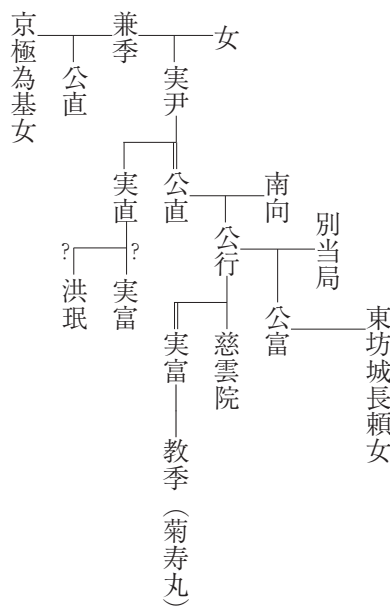 女
兼季
京極為基女
実尹
公直
南向
公直
実直
別当局
公行
?
実富
?
洪珉
東坊城長頼女
公富
慈雲院
実富
教季（菊寿丸）